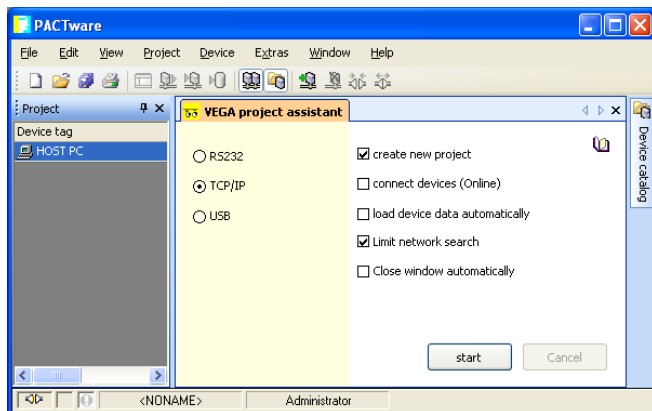 PACTware
File Edit View Project Device Extras Window Help
Project
VEGA project assistant
Device tag
HOST PC
Device catalog
RS232
create new project
TCP/IP
connect devices (Online)
USB
load device data automatically
Limit network search
Close window automatically
start Cancel
<NONAME> Administrator